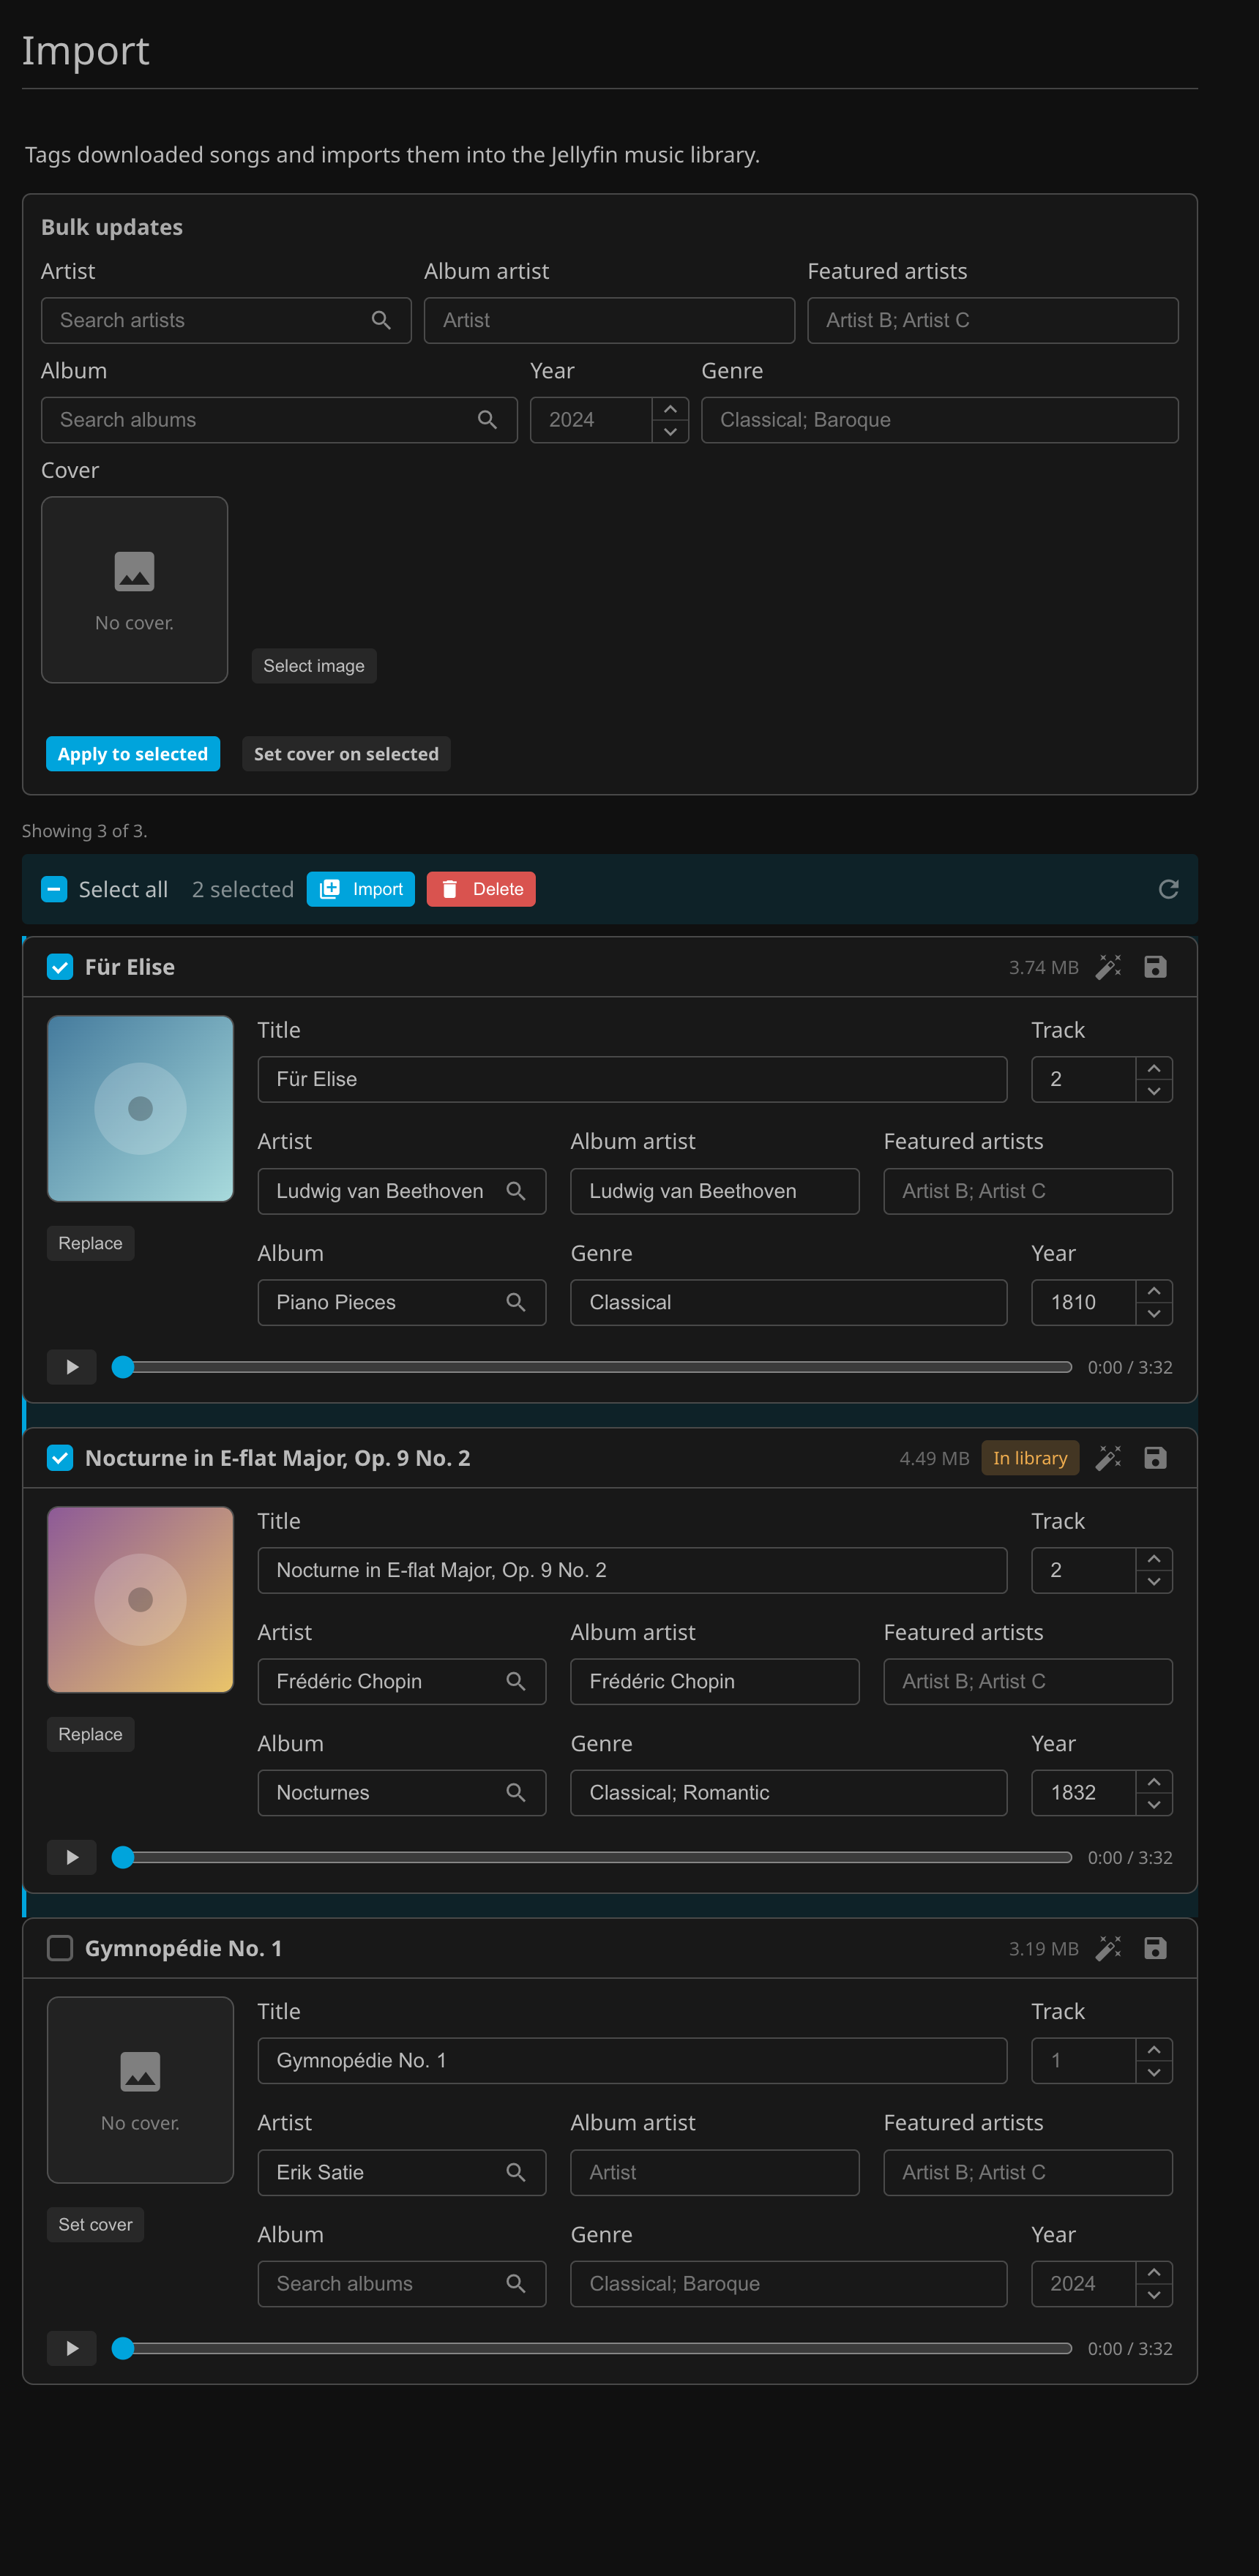 Import
Tags downloaded songs and imports them into the Jellyfin music library.
Bulk updates
Artist Album artist Featured artists
Search artists Artist Artist B; Artist C
Album Year Genre
Search albums 2024 Classical; Baroque
Cover
No cover.
Select image
Apply to selected Set cover on selected
Showing 3 of 3.
Select all 2 selected Import Delete
Für Elise 3.74 MB
Title Track
Für Elise 2
Artist Album artist Featured artists
Ludwig van Beethoven Ludwig van Beethoven Artist B; Artist C
Replace
Album Genre Year
Piano Pieces Classical 1810
0:00 / 3:32
Nocturne in E-flat Major, Op. 9 No. 2 4.49 MB In library
Title Track
Nocturne in E-flat Major, Op. 9 No. 2 2
Artist Album artist Featured artists
Frédéric Chopin Frédéric Chopin Artist B; Artist C
Replace
Album Genre Year
Nocturnes Classical; Romantic 1832
0:00 / 3:32
Gymnopédie No. 1 3.19 MB
Title Track
Gymnopédie No. 1 1
No cover.
Artist Album artist Featured artists
Erik Satie Artist Artist B; Artist C
Set cover
Album Genre Year
Search albums Classical; Baroque 2024
0:00 / 3:32